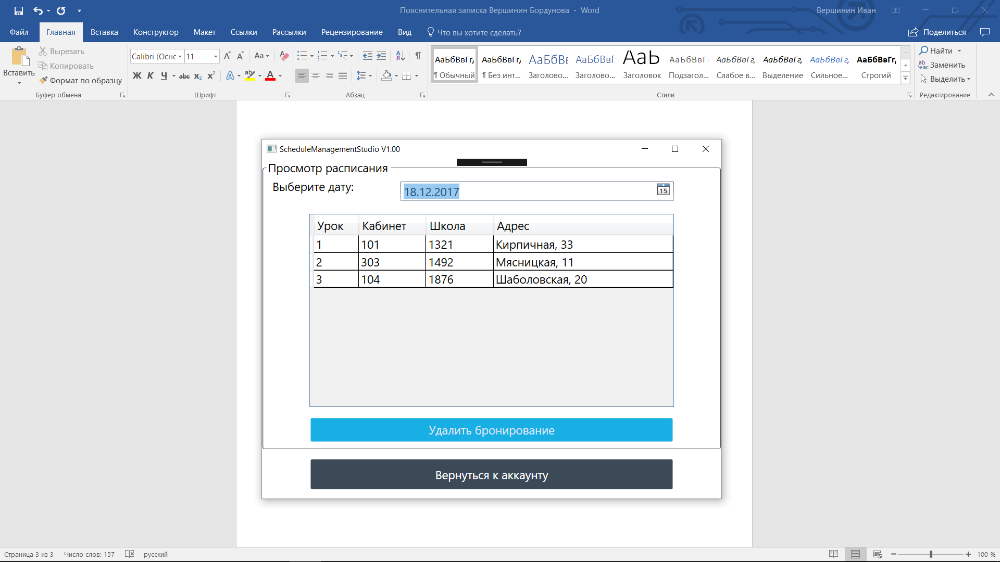 Пояснительная записка Вершинин Бордунова - Word
Вершинин Иван
Файл Главная Вставка Конструктор Макет Ссылки Рассылки Рецензирование Вид Что вы хотите сделать? Поделиться
Вставить
Вырезать
Копировать
Формат по образцу
Буфер обмена
Calibri (Оснс 11
Aa
Ж К Ч abc x₂ x² А aby А
Шрифт
Абзац
АаБбВвГг, АаБбВвГг, АаБбВ АаБбВвГ АаЬ АаБбВвГ АаБбВвГг, АаБбВвГг, АаБбВвГг, АаБбВвГг,
¶ Обычный ¶ Без инт... Заголово... Заголово... Заголовок Подзагол... Слабое в... Выделение Сильное... Строгий
Стили
Найти
Заменить
Выделить
Редактирование
ScheduleManagementStudio V1.00
Просмотр расписания
Выберите дату: 18.12.2017 15
Урок Кабинет Школа Адрес
1 101 1321 Кирпичная, 33
2 303 1492 Мясницкая, 11
3 104 1876 Шаболовская, 20
Удалить бронирование
Вернуться к аккаунту
Страница 3 из 3 Число слов: 157 русский 100 %